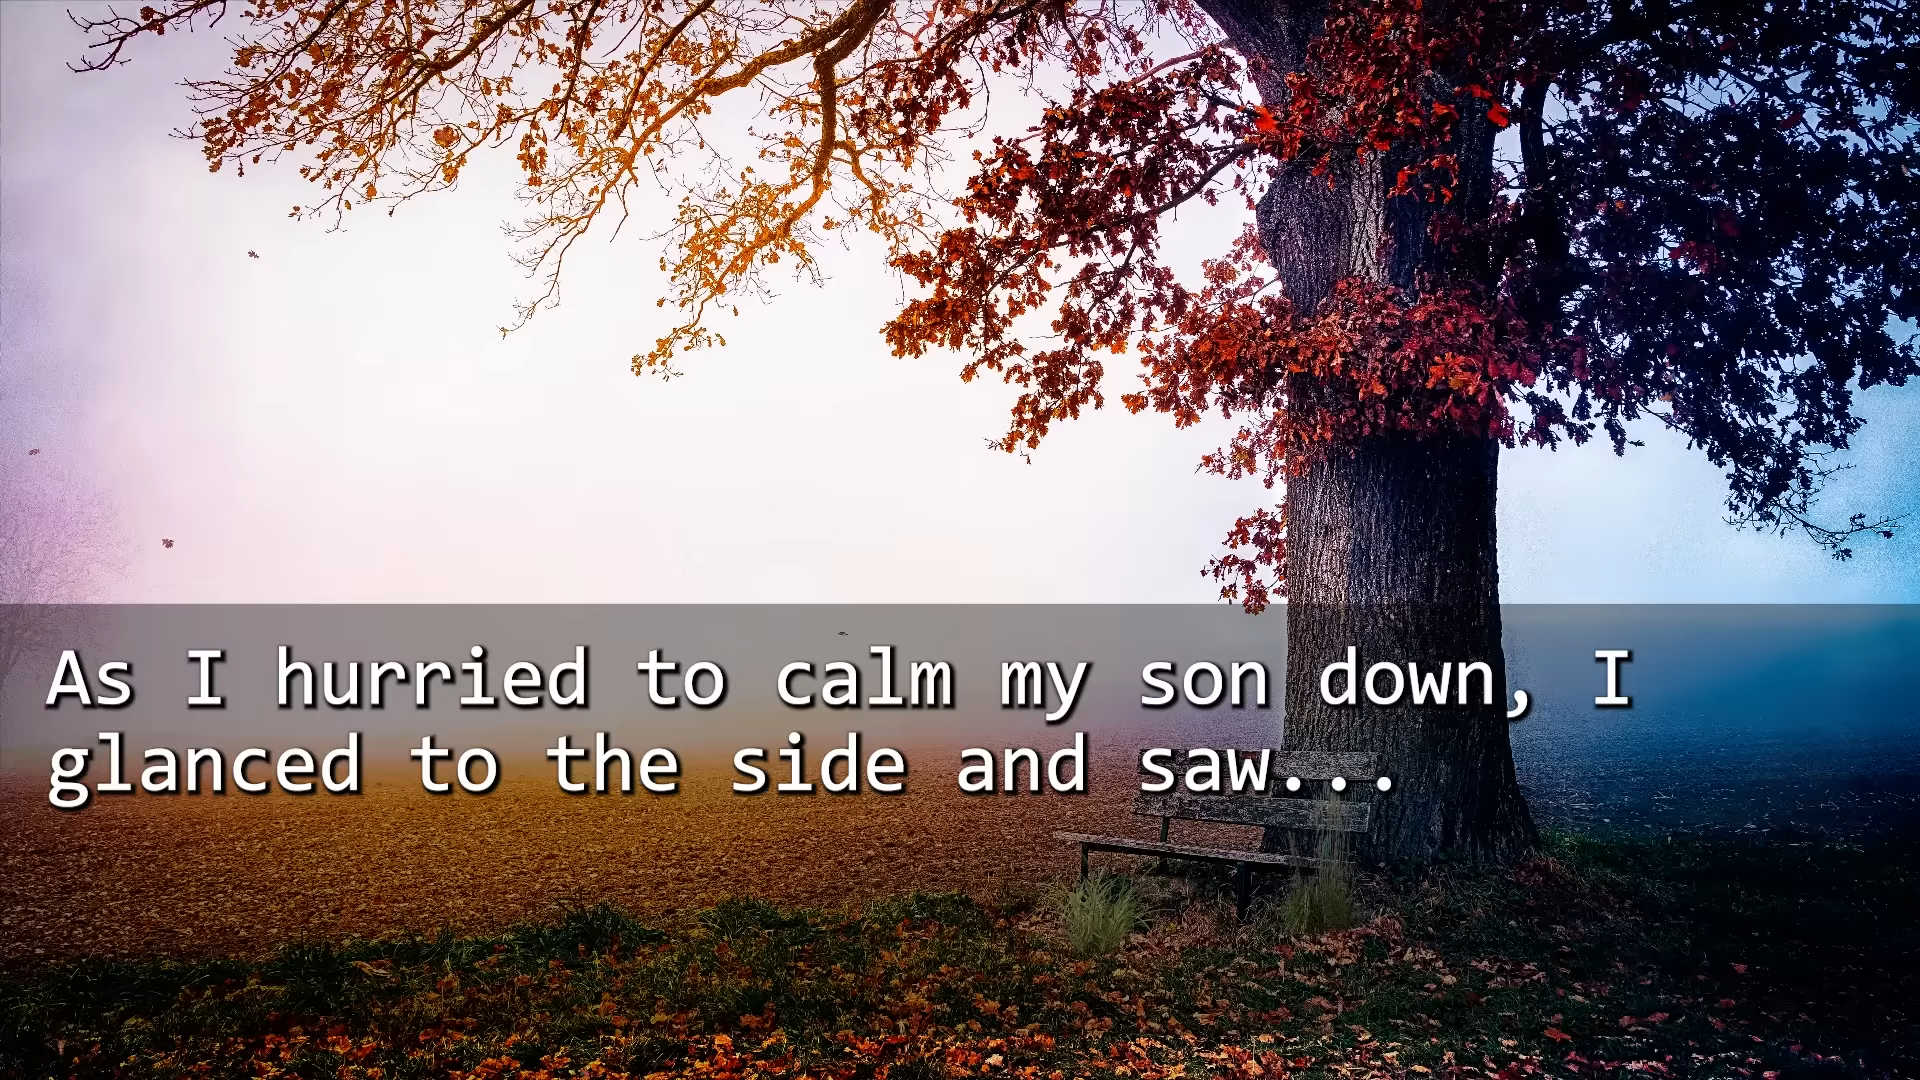 As I hurried to calm my son down, I
glanced to the side and saw...